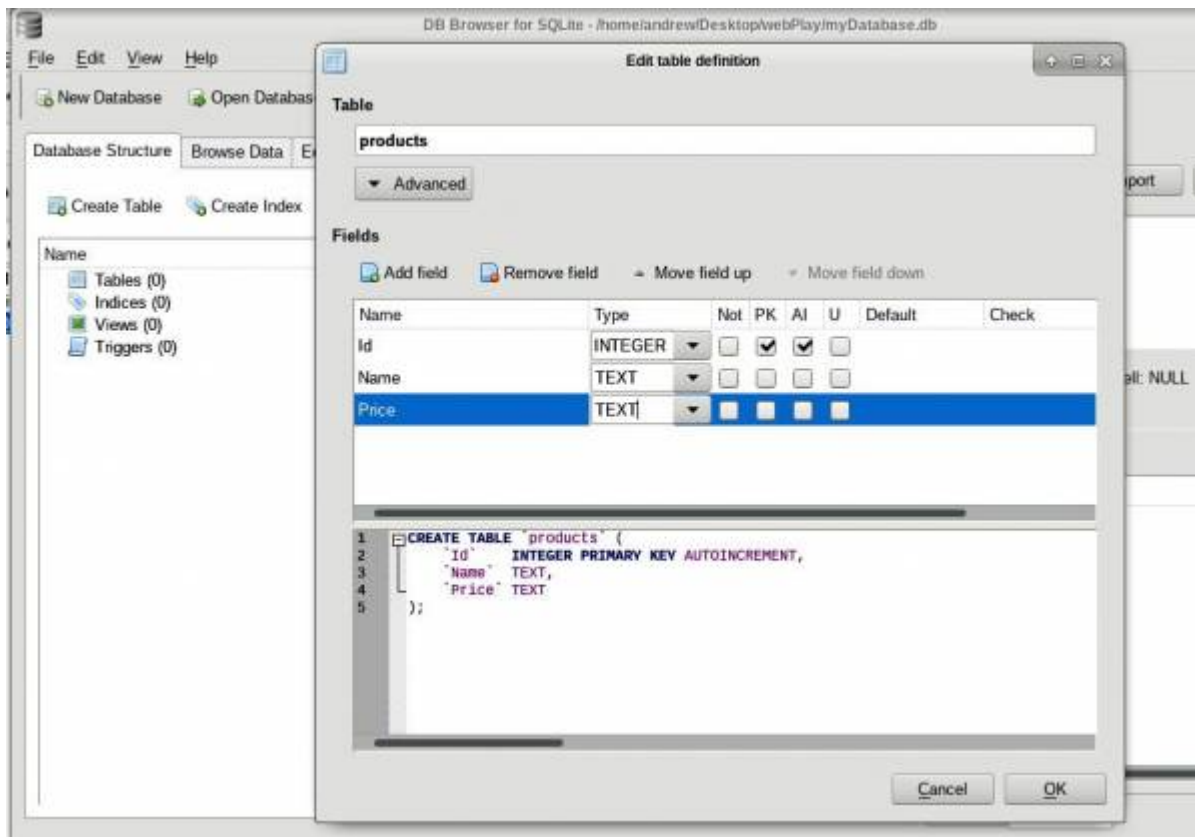 DB Browser for SQLite - /home/andrew/Desktop/webPlay/myDatabase.db
File Edit View Help
Edit table definition
New Database Open Databas
Table
products
Database Structure Browse Data
Advanced
port
Create Table Create Index
Fields
Add field Remove field Move field up Move field down
Name
Tables (0)
Indices (0)
Views (0)
Triggers (0)
Name Type Not PK AI U Default Check
Id INTEGER
Name TEXT
Price TEXT
ell: NULL
1 CREATE TABLE `products` (
2 `Id` INTEGER PRIMARY KEY AUTOINCREMENT,
3 `Name` TEXT,
4 `Price` TEXT
5 );
Cancel OK